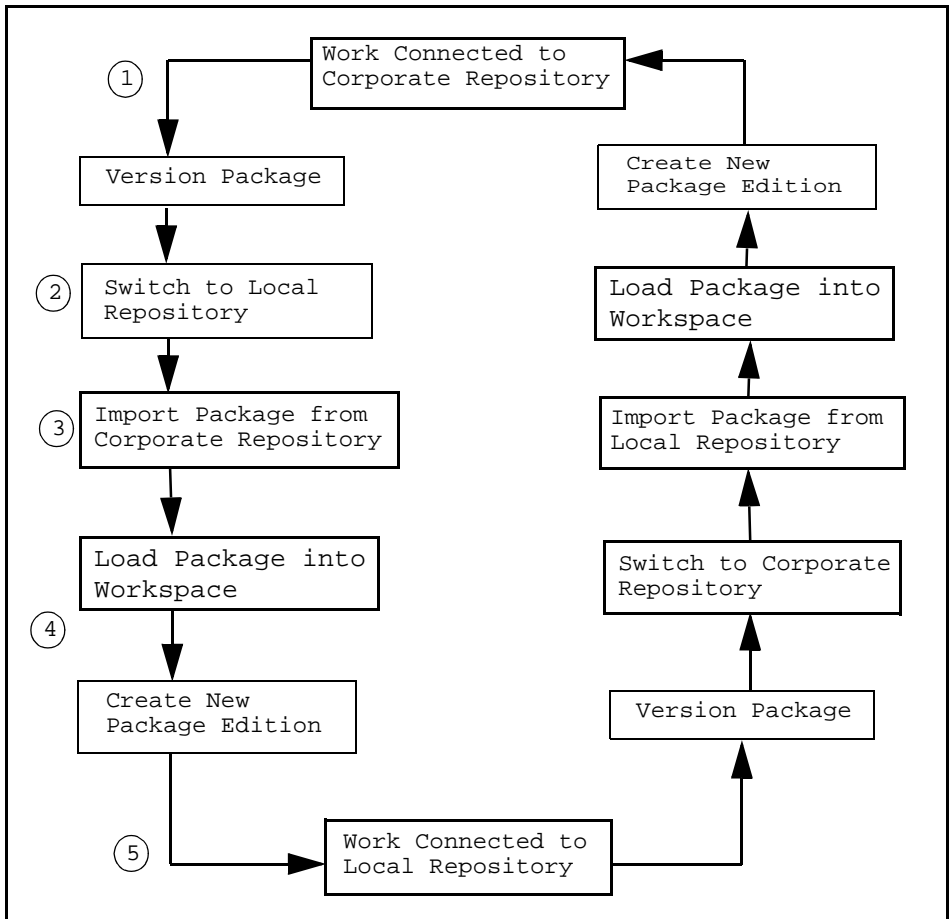 Work Connected to
Corporate Repository
1
Version Package
2
Switch to Local
Repository
3
Import Package from
Corporate Repository
Load Package into
Workspace
4
Create New
Package Edition
5
Work Connected to
Local Repository
Version Package
Switch to Corporate
Repository
Import Package from
Local Repository
Load Package into
Workspace
Create New
Package Edition